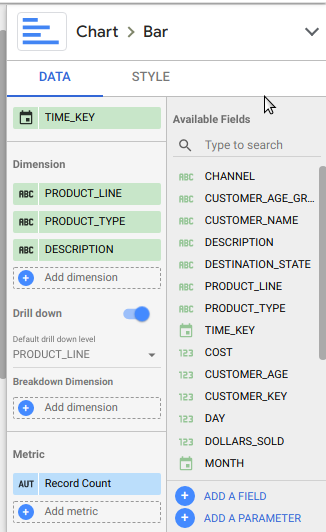 Chart > Bar
DATA STYLE
TIME_KEY
Dimension
ABC PRODUCT_LINE
ABC PRODUCT_TYPE
ABC DESCRIPTION
Add dimension
Drill down
Default drill down level
PRODUCT_LINE
Breakdown Dimension
Add dimension
Metric
AUT Record Count
Add metric
Available Fields
Type to search
ABC CHANNEL
ABC CUSTOMER_AGE_GR...
ABC CUSTOMER_NAME
ABC DESCRIPTION
ABC DESTINATION_STATE
ABC PRODUCT_LINE
ABC PRODUCT_TYPE
TIME_KEY
123 COST
123 CUSTOMER_AGE
123 CUSTOMER_KEY
123 DAY
123 DOLLARS_SOLD
MONTH
ADD A FIELD
ADD A PARAMETER